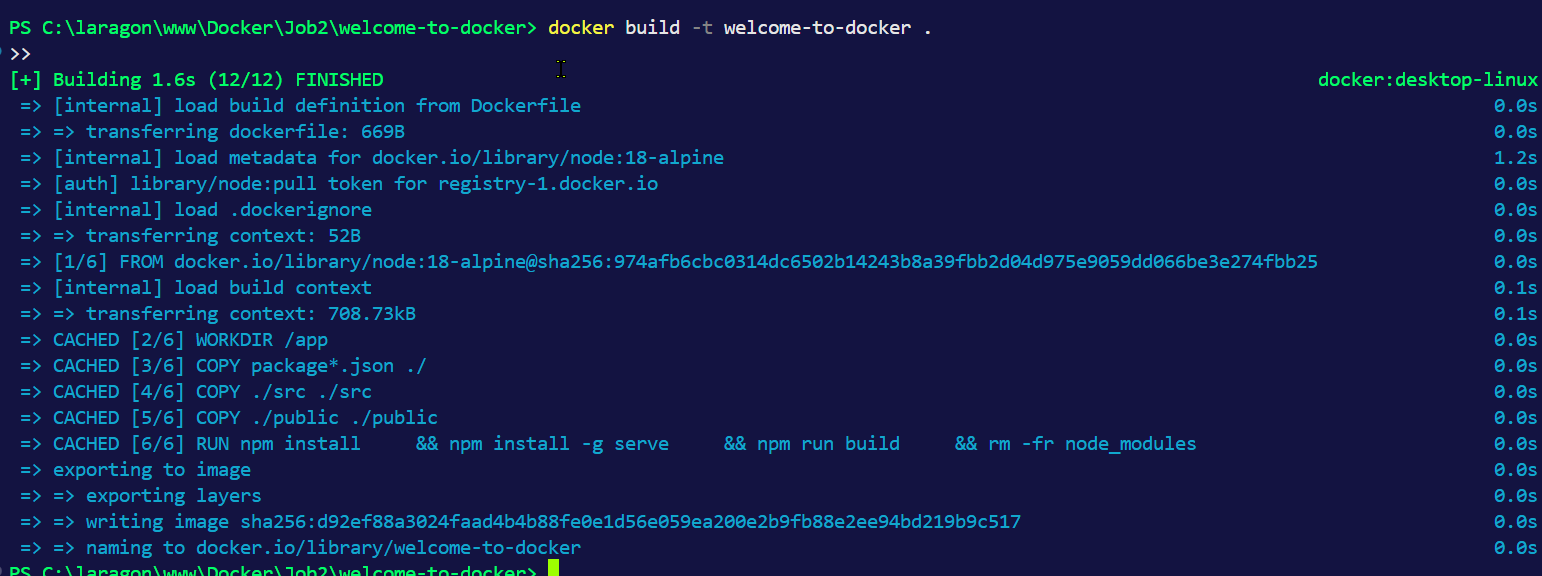 PS C:\laragon\www\Docker\Job2\welcome-to-docker> docker build -t welcome-to-docker .
>>
[+] Building 1.6s (12/12) FINISHED docker:desktop-linux
=> [internal] load build definition from Dockerfile 0.0s
=> => transferring dockerfile: 669B 0.0s
=> [internal] load metadata for docker.io/library/node:18-alpine 1.2s
=> [auth] library/node:pull token for registry-1.docker.io 0.0s
=> [internal] load .dockerignore 0.0s
=> => transferring context: 52B 0.0s
=> [1/6] FROM docker.io/library/node:18-alpine@sha256:974afb6cbc0314dc6502b14243b8a39fbb2d04d975e9059dd066be3e274fbb25 0.0s
=> [internal] load build context 0.1s
=> => transferring context: 708.73kB 0.1s
=> CACHED [2/6] WORKDIR /app 0.0s
=> CACHED [3/6] COPY package*.json ./ 0.0s
=> CACHED [4/6] COPY ./src ./src 0.0s
=> CACHED [5/6] COPY ./public ./public 0.0s
=> CACHED [6/6] RUN npm install     && npm install -g serve     && npm run build     && rm -fr node_modules 0.0s
=> exporting to image 0.0s
=> => exporting layers 0.0s
=> => writing image sha256:d92ef88a3024faad4b4b88fe0e1d56e059ea200e2b9fb88e2ee94bd219b9c517 0.0s
=> => naming to docker.io/library/welcome-to-docker 0.0s
PS C:\laragon\www\Docker\Job2\welcome-to-docker>